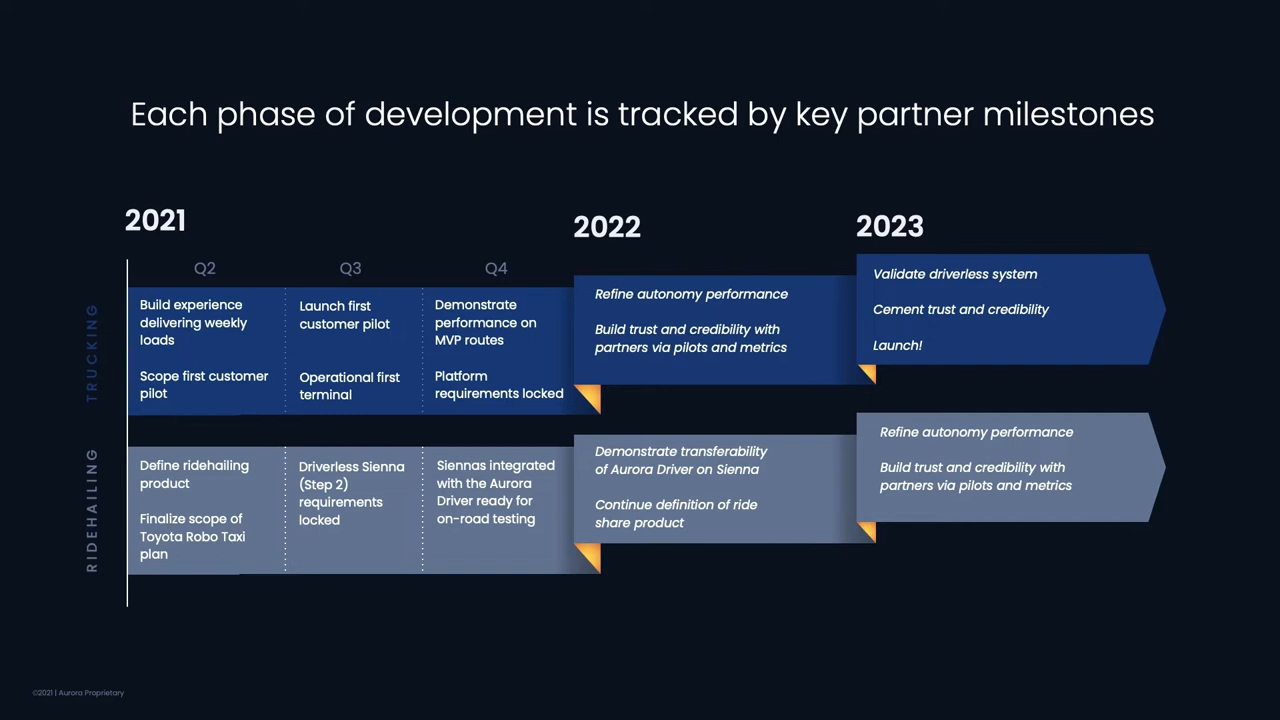 Each phase of development is tracked by key partner milestones
2021
2022
2023
Q2
Q3
Q4
TRUCKING
Build experience
delivering weekly
loads
Scope first customer
pilot
Launch first
customer pilot
Operational first
terminal
Demonstrate
performance on
MVP routes
Platform
requirements locked
Refine autonomy performance
Build trust and credibility with
partners via pilots and metrics
Validate driverless system
Cement trust and credibility
Launch!
RIDEHAILING
Define ridehailing
product
Finalize scope of
Toyota Robo Taxi
plan
Driverless Sienna
(Step 2)
requirements
locked
Siennas integrated
with the Aurora
Driver ready for
on-road testing
Demonstrate transferability
of Aurora Driver on Sienna
Continue definition of ride
share product
Refine autonomy performance
Build trust and credibility with
partners via pilots and metrics
©2021 | Aurora Proprietary